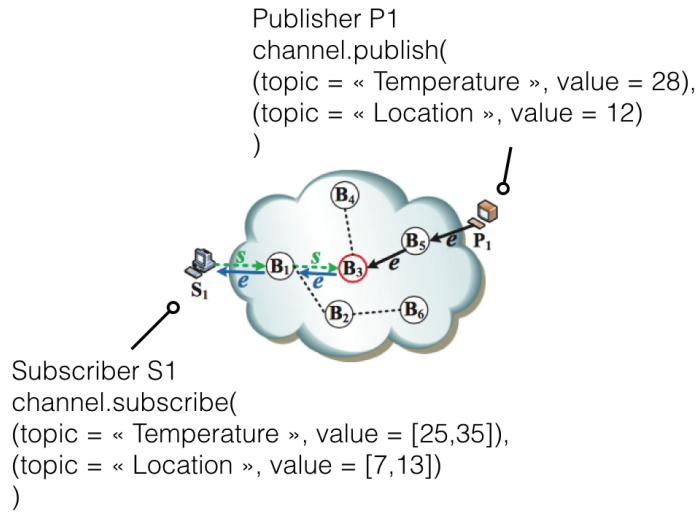 Publisher P1
channel.publish(
(topic = « Temperature », value = 28),
(topic = « Location », value = 12)
)
B4
B5
e
P1
e
S1
s
e
B1
s
e
B3
B2
B6
Subscriber S1
channel.subscribe(
(topic = « Temperature », value = [25,35]),
(topic = « Location », value = [7,13])
)